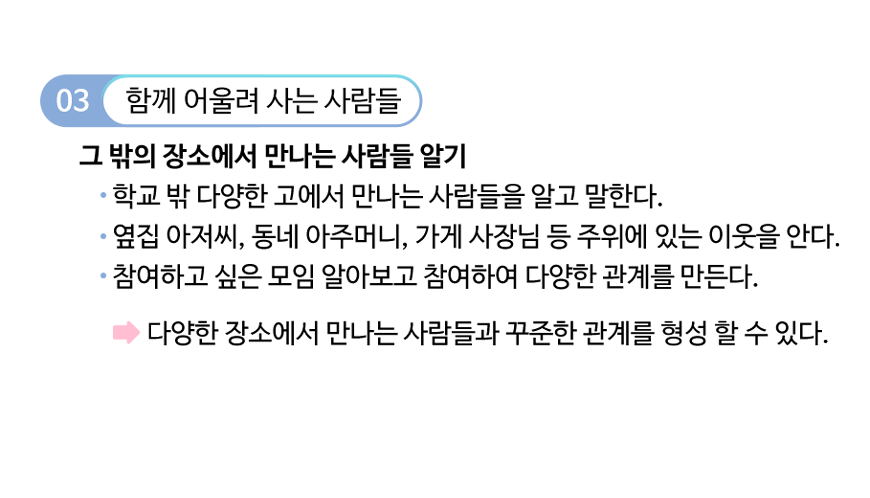 03 함께 어울려 사는 사람들
그 밖의 장소에서 만나는 사람들 알기
• 학교 밖 다양한 고에서 만나는 사람들을 알고 말한다.
• 옆집 아저씨, 동네 아주머니, 가게 사장님 등 주위에 있는 이웃을 안다.
• 참여하고 싶은 모임 알아보고 참여하여 다양한 관계를 만든다.
다양한 장소에서 만나는 사람들과 꾸준한 관계를 형성 할 수 있다.